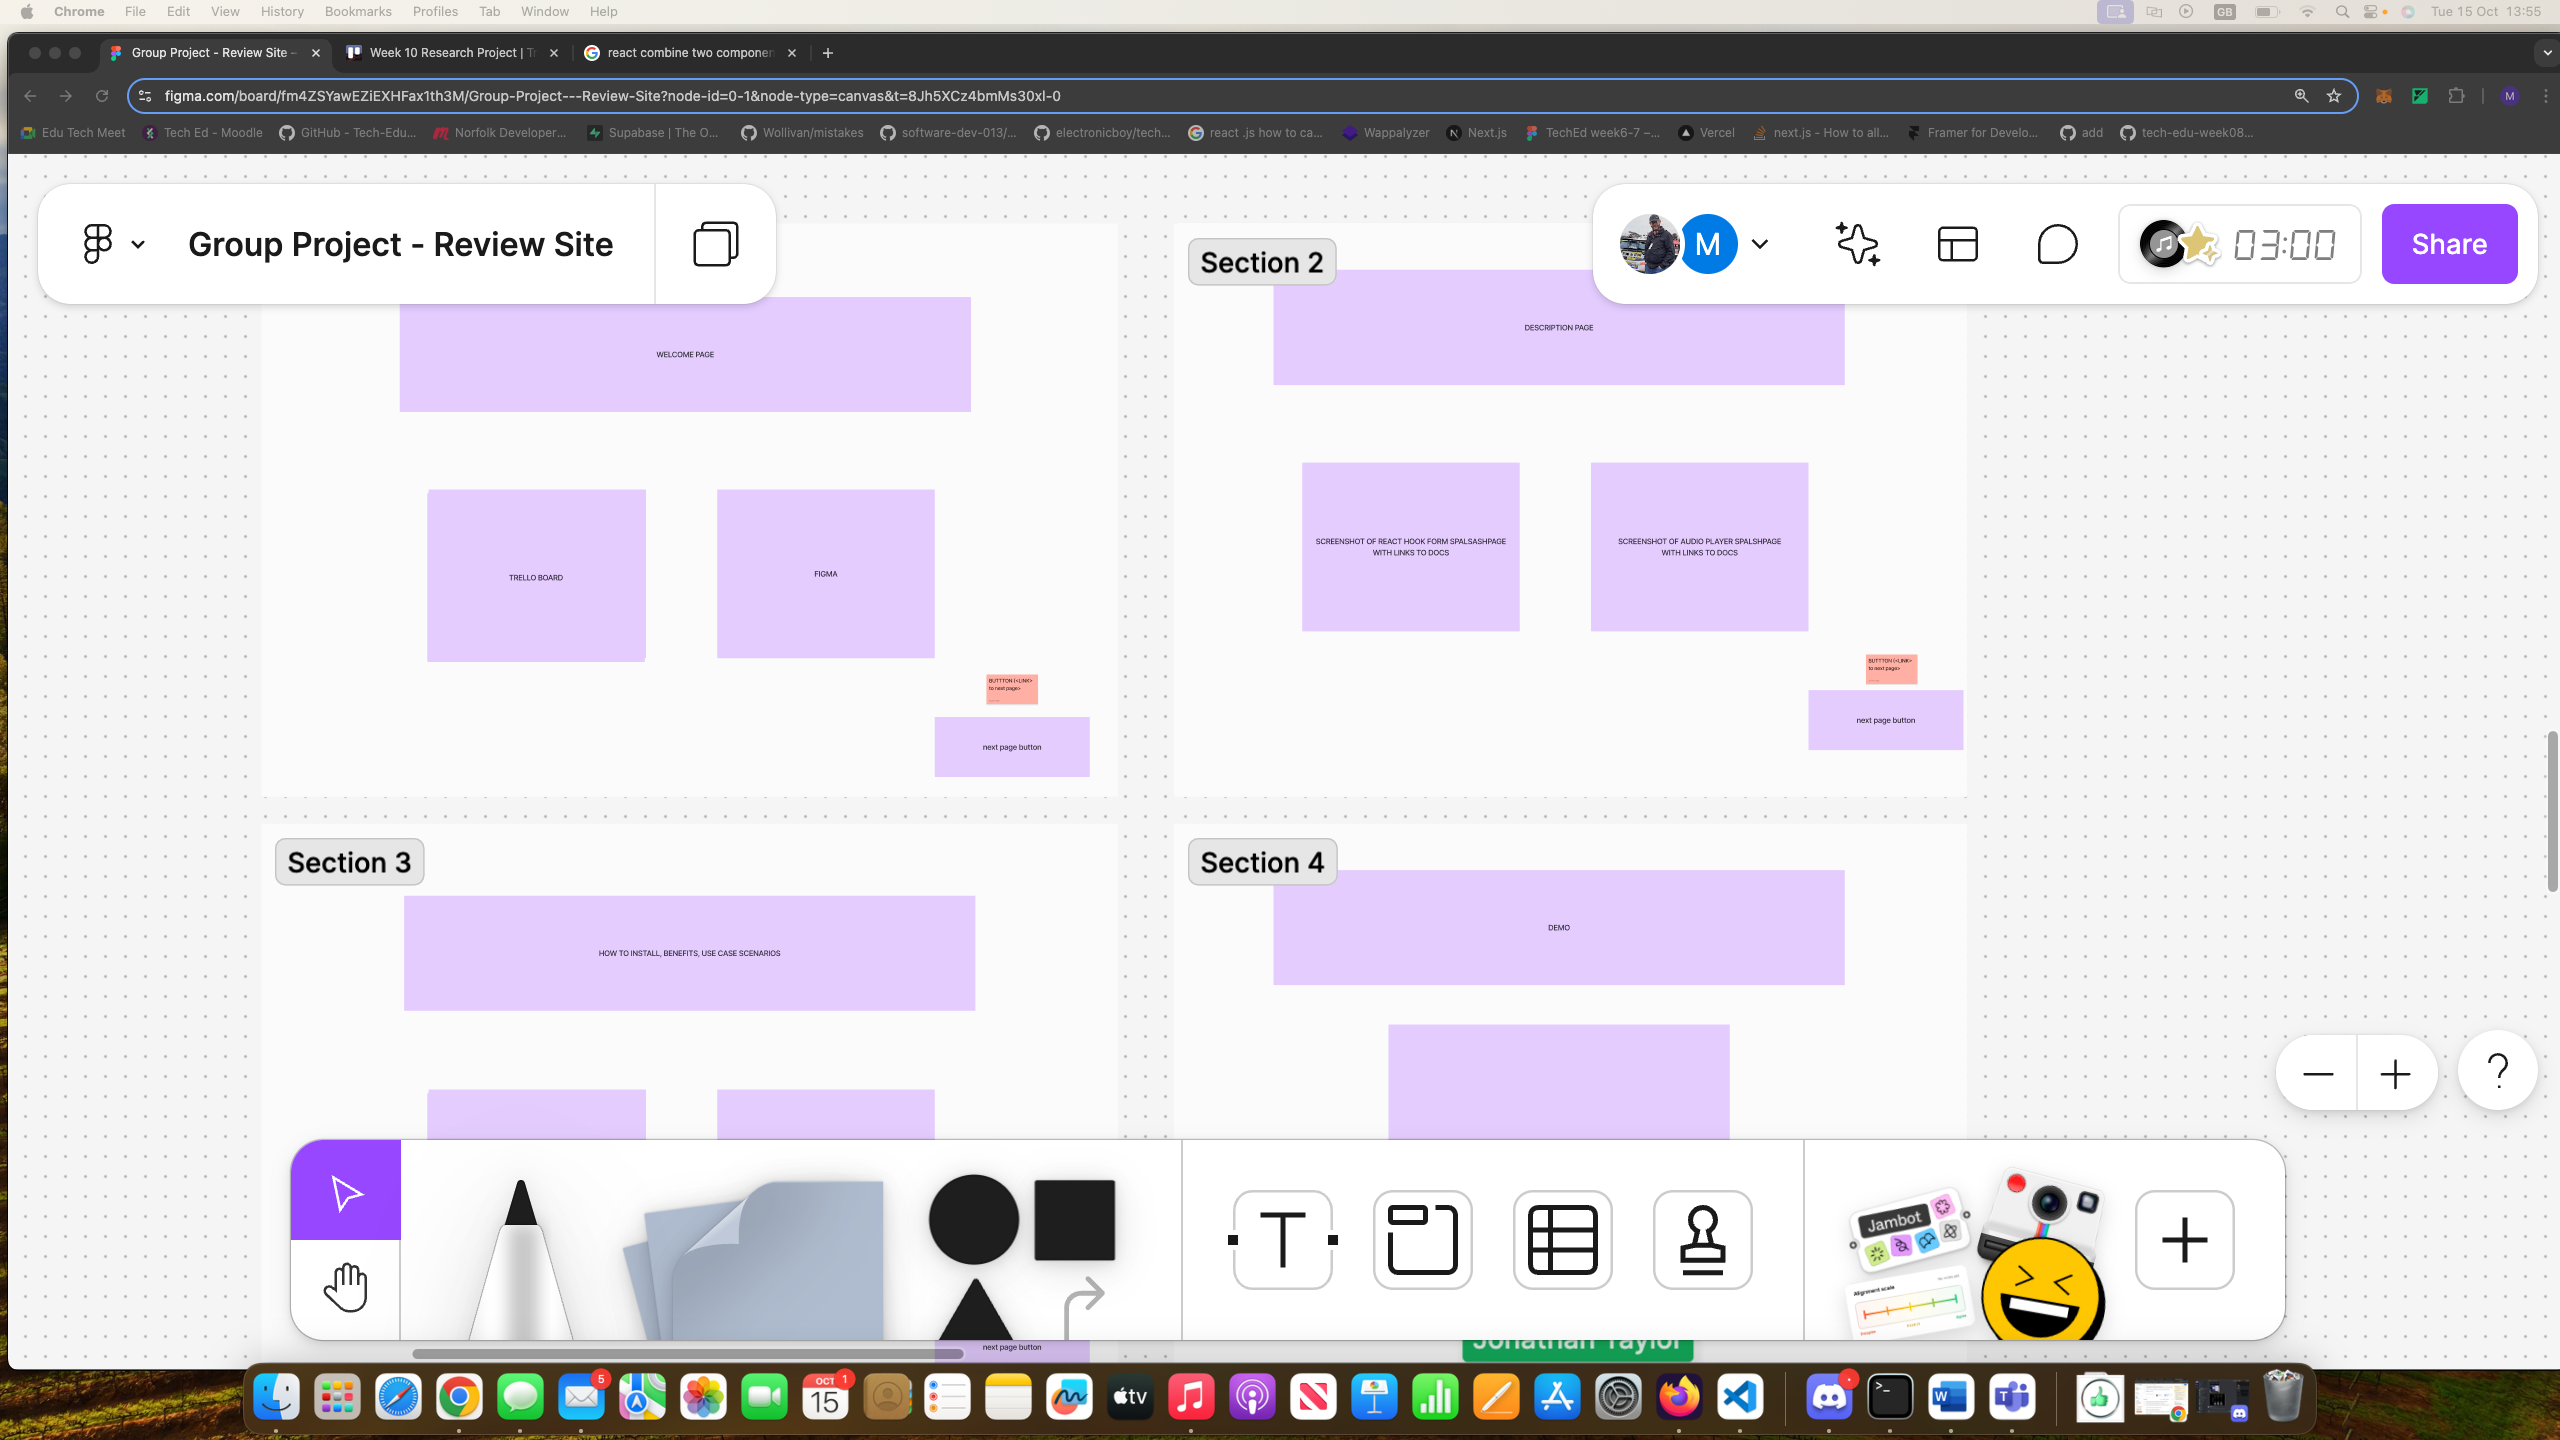 Chrome File Edit View History Bookmarks Profiles Tab Window Help
GB Tue 15 Oct 13:55
Group Project - Review Site –
Week 10 Research Project | Tr
react combine two componen
figma.com/board/fm4ZSYawEZiEXHFax1th3M/Group-Project---Review-Site?node-id=0-1&node-type=canvas&t=8Jh5XCz4bmMs30xl-0
M
Edu Tech Meet
Tech Ed - Moodle
GitHub - Tech-Edu...
Norfolk Developer...
Supabase | The O...
Wollivan/mistakes
software-dev-013/...
electronicboy/tech...
react .js how to ca...
Wappalyzer
Next.js
TechEd week6-7 –...
Vercel
next.js - How to all...
Framer for Develo...
add
tech-edu-week08...
Group Project - Review Site
M
03:00
Share
Section 2
WELCOME PAGE
DESCRIPTION PAGE
TRELLO BOARD
FIGMA
SCREENSHOT OF REACT HOOK FORM SPALSASHPAGE
WITH LINKS TO DOCS
SCREENSHOT OF AUDIO PLAYER SPALSHPAGE
WITH LINKS TO DOCS
BUTTTON (<LINK>
to next page>
next page button
BUTTTON (<LINK>
to next page>
next page button
Section 3
Section 4
HOW TO INSTALL, BENEFITS, USE CASE SCENARIOS
DEMO
Jambot
Alignment scale
next page button
Jonathan Taylor
5
OCT
15
1
tv